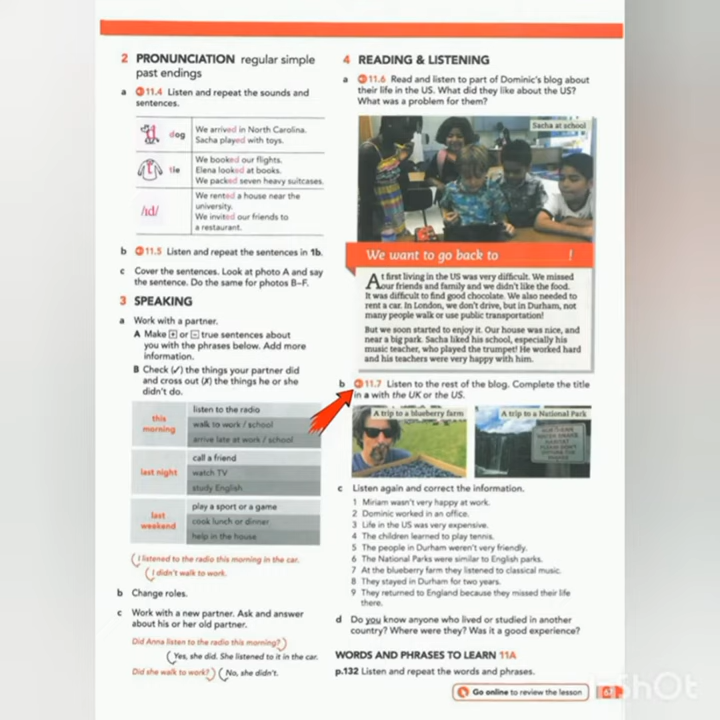 2 PRONUNCIATION regular simple
past endings
a 11.4 Listen and repeat the sounds and
sentences.
dog
We arrived in North Carolina.
Sacha played with toys.
tie
We booked our flights.
Elena looked at books.
We packed seven heavy suitcases.
/ɪd/
We rented a house near the
university.
We invited our friends to
a restaurant.
b 11.5 Listen and repeat the sentences in 1b.
c Cover the sentences. Look at photo A and say
the sentence. Do the same for photos B–F.
3 SPEAKING
a Work with a partner.
A Make + or - true sentences about
you with the phrases below. Add more
information.
B Check (✓) the things your partner did
and cross out (✗) the things he or she
didn't do.
this
morning
listen to the radio
walk to work / school
arrive late at work / school
last night
call a friend
watch TV
study English
last
weekend
play a sport or a game
cook lunch or dinner
help in the house
I listened to the radio this morning in the car.
I didn't walk to work.
b Change roles.
c Work with a new partner. Ask and answer
about his or her old partner.
Did Anna listen to the radio this morning?
Yes, she did. She listened to it in the car.
Did she walk to work?
No, she didn't.
4 READING & LISTENING
a 11.6 Read and listen to part of Dominic's blog about
their life in the US. What did they like about the US?
What was a problem for them?
Sacha at school
We want to go back to !
At first living in the US was very difficult. We missed
our friends and family and we didn't like the food.
It was difficult to find good chocolate. We also needed to
rent a car. In London, we don't drive, but in Durham, not
many people walk or use public transportation!
But we soon started to enjoy it. Our house was nice, and
near a big park. Sacha liked his school, especially his
music teacher, who played the trumpet! He worked hard
and his teachers were very happy with him.
b 11.7 Listen to the rest of the blog. Complete the title
in a with the UK or the US.
A trip to a blueberry farm
A trip to a National Park
c Listen again and correct the information.
1 Miriam wasn't very happy at work.
2 Dominic worked in an office.
3 Life in the US was very expensive.
4 The children learned to play tennis.
5 The people in Durham weren't very friendly.
6 The National Parks were similar to English parks.
7 At the blueberry farm they listened to classical music.
8 They stayed in Durham for two years.
9 They returned to England because they missed their life
there.
d Do you know anyone who lived or studied in another
country? Where were they? Was it a good experience?
WORDS AND PHRASES TO LEARN 11A
p.132 Listen and repeat the words and phrases.
Go online to review the lesson